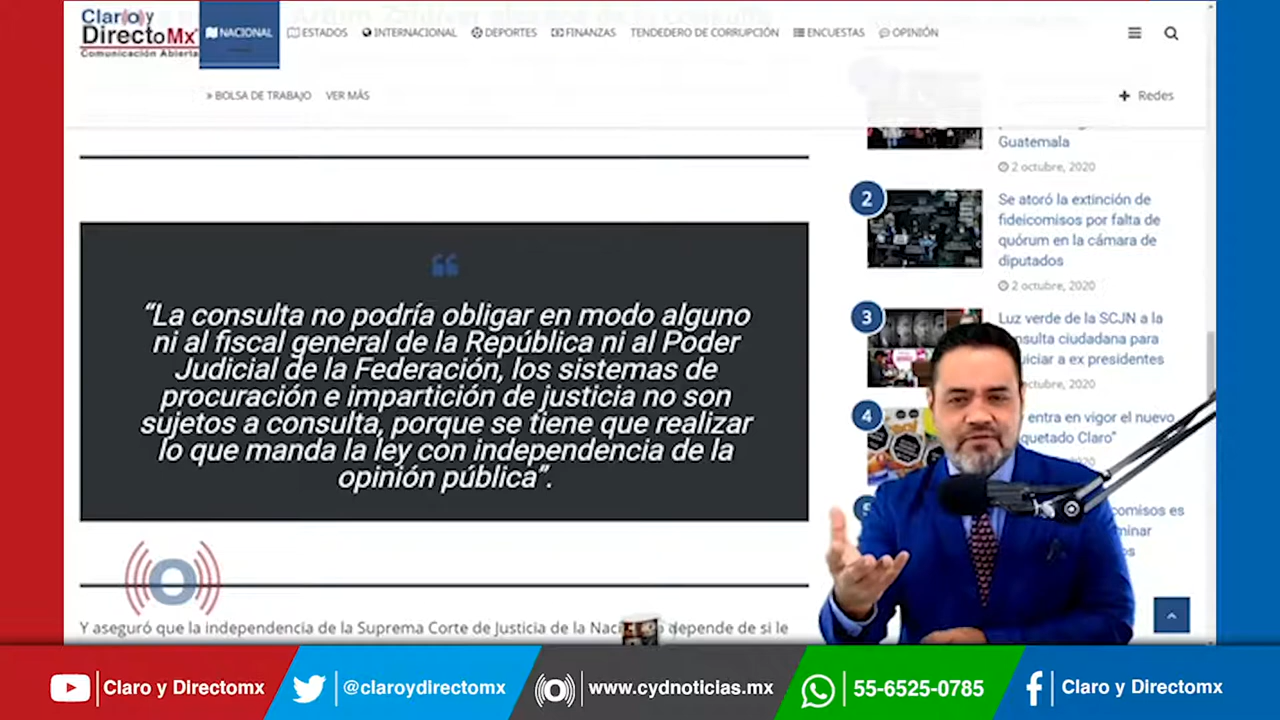 Claro y
DirectoMx
Comunicación Abierta
NACIONAL
ESTADOS
INTERNACIONAL
DEPORTES
FINANZAS
TENDEDERO DE CORRUPCIÓN
ENCUESTAS
OPINIÓN
» BOLSA DE TRABAJO
VER MÁS
+ Redes
“La consulta no podría obligar en modo alguno
ni al fiscal general de la República ni al Poder
Judicial de la Federación, los sistemas de
procuración e impartición de justicia no son
sujetos a consulta, porque se tiene que realizar
lo que manda la ley con independencia de la
opinión pública”.
Y aseguró que la independencia de la Suprema Corte de Justicia de la depende de si le
Guatemala
2 octubre, 2020
2
Se atoró la extinción de
fideicomisos por falta de
quórum en la cámara de
diputados
2 octubre, 2020
3
Luz verde de la SCJN a la
consulta ciudadana para
presidentes
octubre, 2020
4
entra en vigor el nuevo
Claro”
2020
es
Claro y Directomx
@claroydirectomx
www.cydnoticias.mx
55-6525-0785
Claro y Directomx